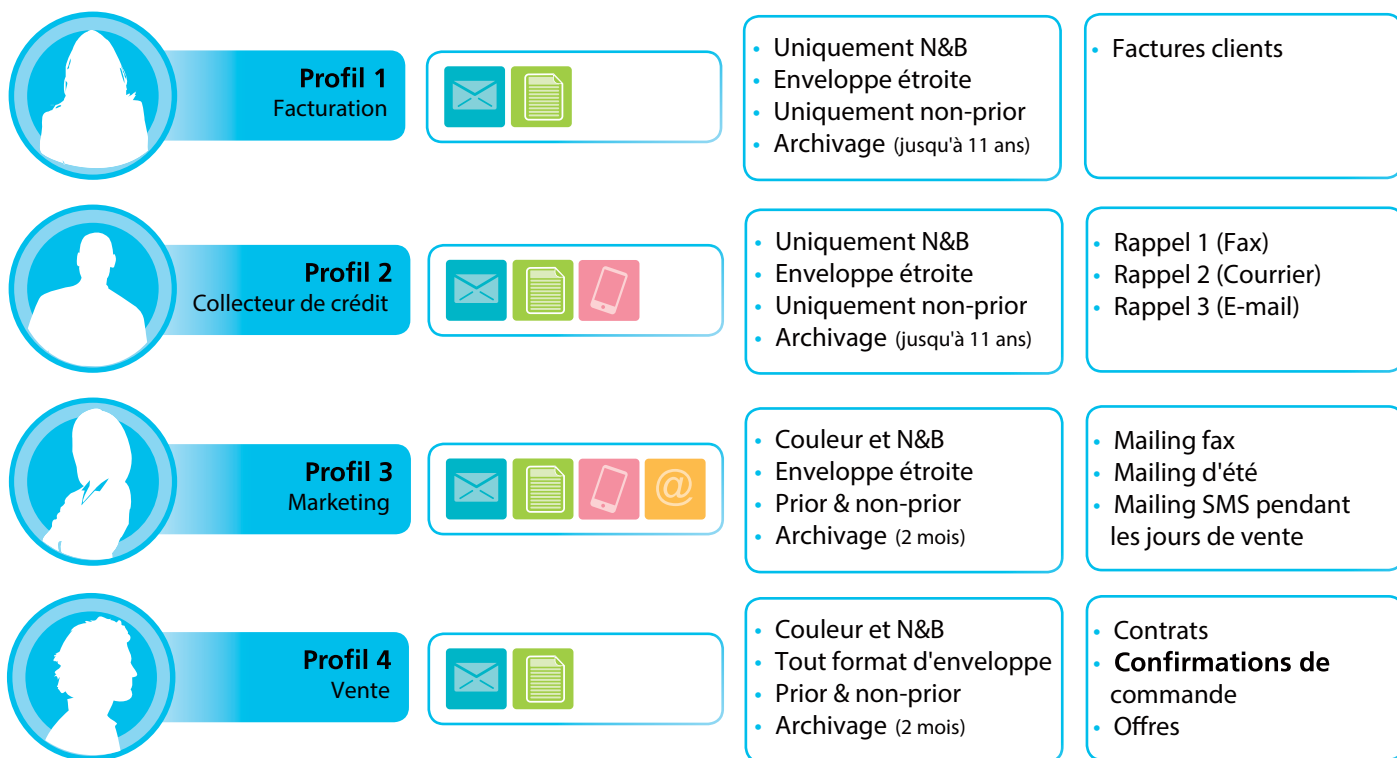 Profil 1
Facturation
• Uniquement N&B
• Enveloppe étroite
• Uniquement non-prior
• Archivage (jusqu'à 11 ans)
• Factures clients
Profil 2
Collecteur de crédit
• Uniquement N&B
• Enveloppe étroite
• Uniquement non-prior
• Archivage (jusqu'à 11 ans)
• Rappel 1 (Fax)
• Rappel 2 (Courrier)
• Rappel 3 (E-mail)
Profil 3
Marketing
@
• Couleur et N&B
• Enveloppe étroite
• Prior & non-prior
• Archivage (2 mois)
• Mailing fax
• Mailing d'été
• Mailing SMS pendant
les jours de vente
Profil 4
Vente
• Couleur et N&B
• Tout format d'enveloppe
• Prior & non-prior
• Archivage (2 mois)
• Contrats
• Confirmations de
commande
• Offres